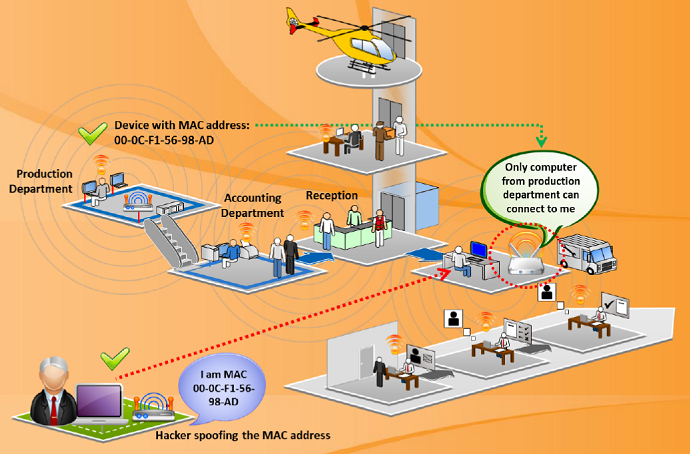 Device with MAC address:
00-0C-F1-56-98-AD
Production
Department
Accounting
Department
Reception
Only computer
from production
department can
connect to me
I am MAC
00-0C-F1-56-
98-AD
Hacker spoofing the MAC address